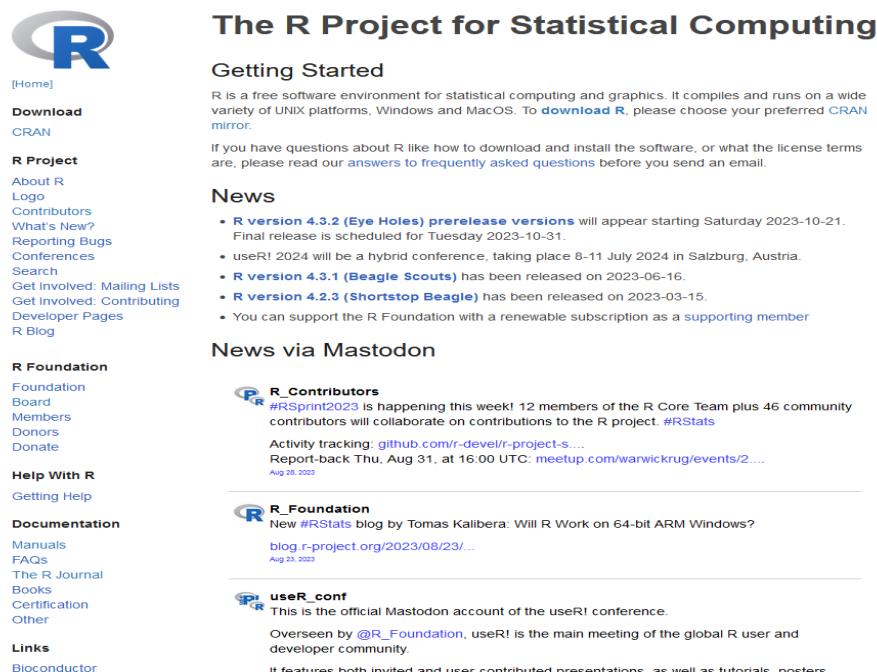 R
[Home]
Download
CRAN
R Project
About R
Logo
Contributors
What's New?
Reporting Bugs
Conferences
Search
Get Involved: Mailing Lists
Get Involved: Contributing
Developer Pages
R Blog
R Foundation
Foundation
Board
Members
Donors
Donate
Help With R
Getting Help
Documentation
Manuals
FAQs
The R Journal
Books
Certification
Other
Links
Bioconductor
The R Project for Statistical Computing
Getting Started
R is a free software environment for statistical computing and graphics. It compiles and runs on a wide
variety of UNIX platforms, Windows and MacOS. To download R, please choose your preferred CRAN
mirror.
If you have questions about R like how to download and install the software, or what the license terms
are, please read our answers to frequently asked questions before you send an email.
News
• R version 4.3.2 (Eye Holes) prerelease versions will appear starting Saturday 2023-10-21.
Final release is scheduled for Tuesday 2023-10-31.
• useR! 2024 will be a hybrid conference, taking place 8-11 July 2024 in Salzburg, Austria.
• R version 4.3.1 (Beagle Scouts) has been released on 2023-06-16.
• R version 4.2.3 (Shortstop Beagle) has been released on 2023-03-15.
• You can support the R Foundation with a renewable subscription as a supporting member
News via Mastodon
R_Contributors
#RSprint2023 is happening this week! 12 members of the R Core Team plus 46 community
contributors will collaborate on contributions to the R project. #RStats
Activity tracking: github.com/r-devel/r-project-s....
Report-back Thu, Aug 31, at 16:00 UTC: meetup.com/warwickrug/events/2....
Aug 28, 2023
R_Foundation
New #RStats blog by Tomas Kalibera: Will R Work on 64-bit ARM Windows?
blog.r-project.org/2023/08/23/...
Aug 23, 2023
useR_conf
This is the official Mastodon account of the useR! conference.
Overseen by @R_Foundation, useR! is the main meeting of the global R user and
developer community.
It features both invited and user-contributed presentations, as well as tutorials, posters